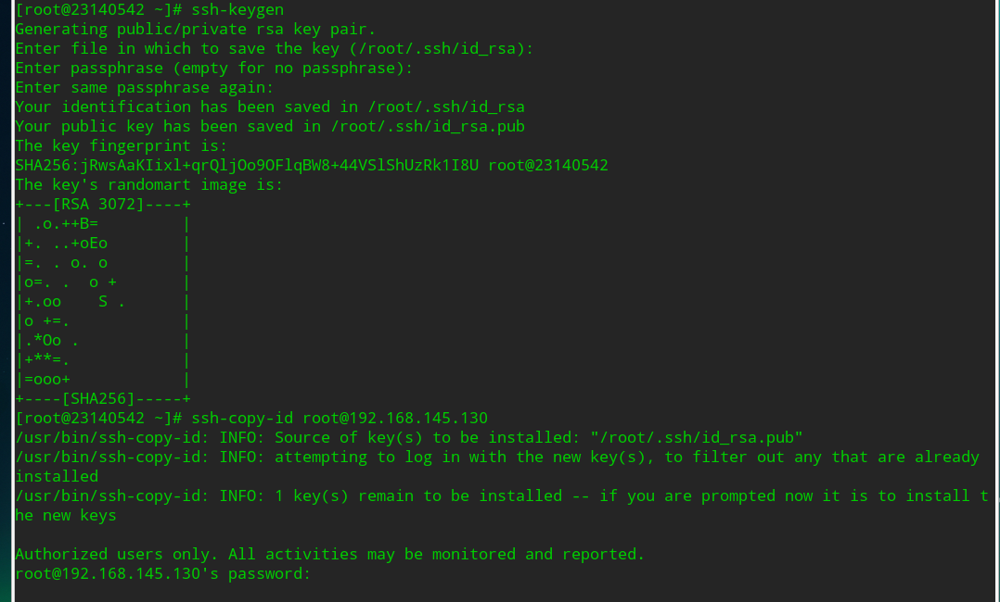 [root@23140542 ~]# ssh-keygen
Generating public/private rsa key pair.
Enter file in which to save the key (/root/.ssh/id_rsa):
Enter passphrase (empty for no passphrase):
Enter same passphrase again:
Your identification has been saved in /root/.ssh/id_rsa
Your public key has been saved in /root/.ssh/id_rsa.pub
The key fingerprint is:
SHA256:jRwsAaKIixl+qrQljOo9OFlqBW8+44VSlShUzRk1I8U root@23140542
The key's randomart image is:
+---[RSA 3072]----+
| .o.++B=         |
|+. ..+oEo        |
|=. . o. o        |
|o=. .  o +       |
|+.oo    S .      |
|o +=.            |
|.*Oo .           |
|+**=.            |
|=ooo+            |
+----[SHA256]-----+
[root@23140542 ~]# ssh-copy-id root@192.168.145.130
/usr/bin/ssh-copy-id: INFO: Source of key(s) to be installed: "/root/.ssh/id_rsa.pub"
/usr/bin/ssh-copy-id: INFO: attempting to log in with the new key(s), to filter out any that are already
installed
/usr/bin/ssh-copy-id: INFO: 1 key(s) remain to be installed -- if you are prompted now it is to install t
he new keys

Authorized users only. All activities may be monitored and reported.
root@192.168.145.130's password: